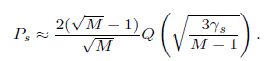 P_s ≈ \frac{2(\sqrt{M} - 1)}{\sqrt{M}} Q \left( \sqrt{\frac{3\gamma_s}{M - 1}} \right) .